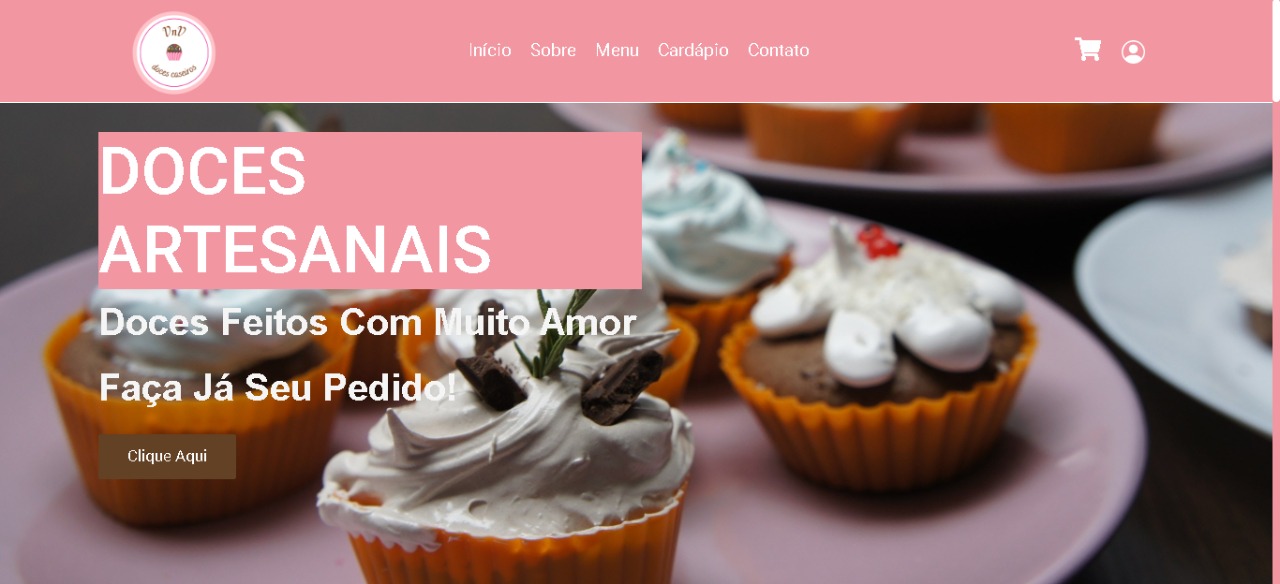 VnV
doces caseiros
Início Sobre Menu Cardápio Contato
DOCES
ARTESANAIS
Doces Feitos Com Muito Amor
Faça Já Seu Pedido!
Clique Aqui